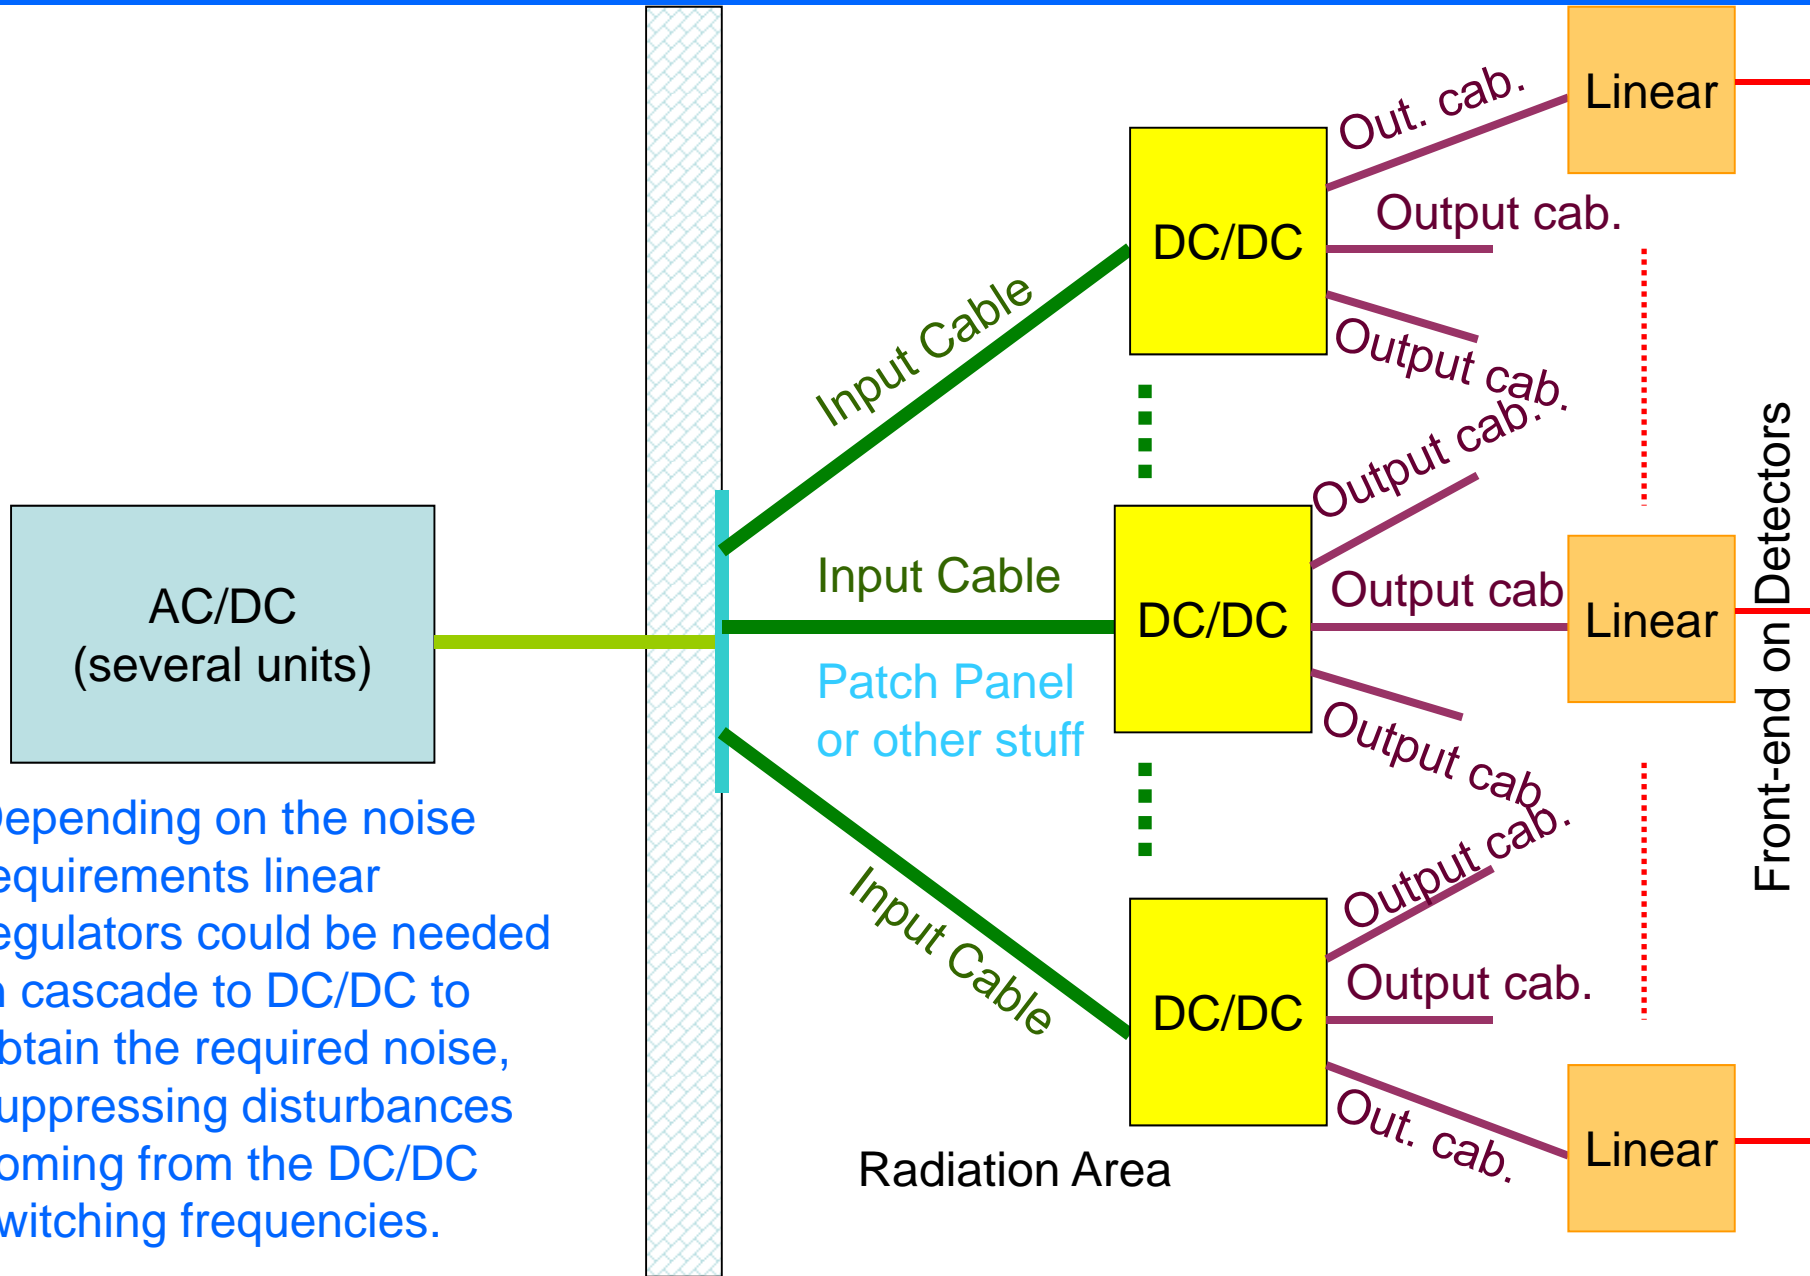 Linear
Out. cab.
Output cab.
DC/DC
Output cab.
Input Cable
Output cab.
Front-end on Detectors
Input Cable
Output cab
AC/DC
(several units)
DC/DC
Linear
Patch Panel
or other stuff
Output cab.
Depending on the noise
equirements linear
egulators could be needed
n cascade to DC/DC to
btain the required noise,
uppressing disturbances
oming from the DC/DC
witching frequencies.
Output cab.
Input Cable
Output cab.
DC/DC
Out. cab.
Linear
Radiation Area